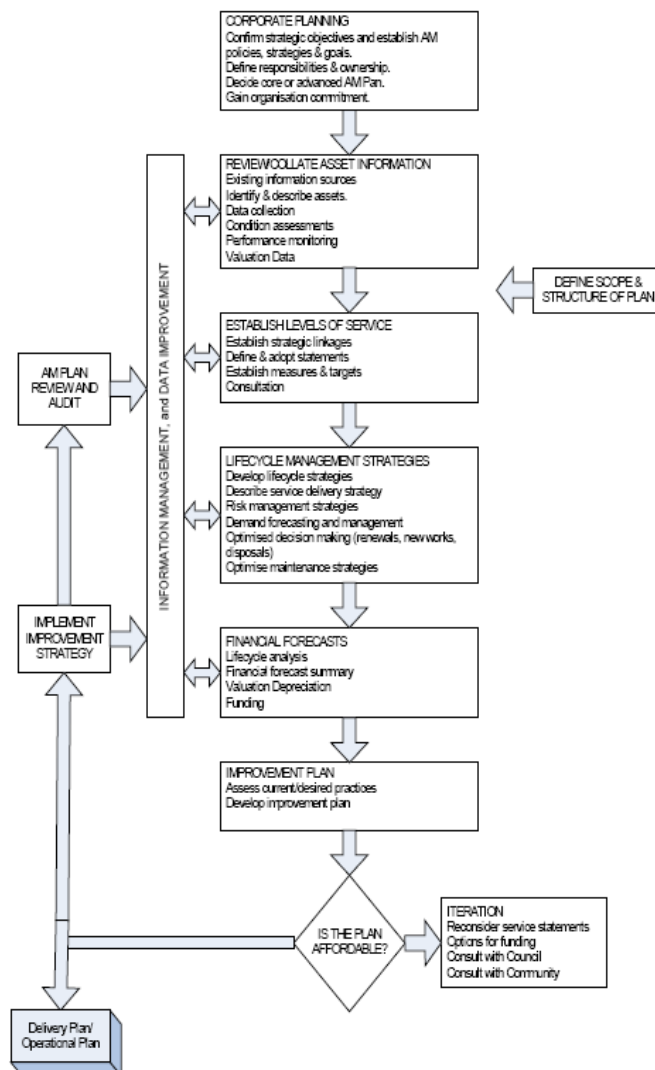 CORPORATE PLANNING
Confirm strategic objectives and establish AM
policies, strategies & goals.
Define responsibilities & ownership.
Decide core or advanced AM Pan.
Gain organisation commitment.
REVIEW/COLLATE ASSET INFORMATION
Existing information sources
Identify & describe assets.
Data collection
Condition assessments
Performance monitoring
Valuation Data
DEFINE SCOPE &
STRUCTURE OF PLAN
INFORMATION MANAGEMENT, and DATA IMPROVEMENT
ESTABLISH LEVELS OF SERVICE
Establish strategic linkages
Define & adopt statements
Establish measures & targets
Consultation
AM PLAN
REVIEW AND
AUDIT
LIFECYCLE MANAGEMENT STRATEGIES
Develop lifecycle strategies
Describe service delivery strategy
Risk management strategies
Demand forecasting and management
Optimised decision making (renewals, new works,
disposals)
Optimise maintenance strategies
IMPLEMENT
IMPROVEMENT
STRATEGY
FINANCIAL FORECASTS
Lifecycle analysis
Financial forecast summary
Valuation Depreciation
Funding
IMPROVEMENT PLAN
Assess current/desired practices
Develop improvement plan
IS THE PLAN
AFFORDABLE?
ITERATION
Reconsider service statements
Options for funding
Consult with Council
Consult with Community
Delivery Plan/
Operational Plan